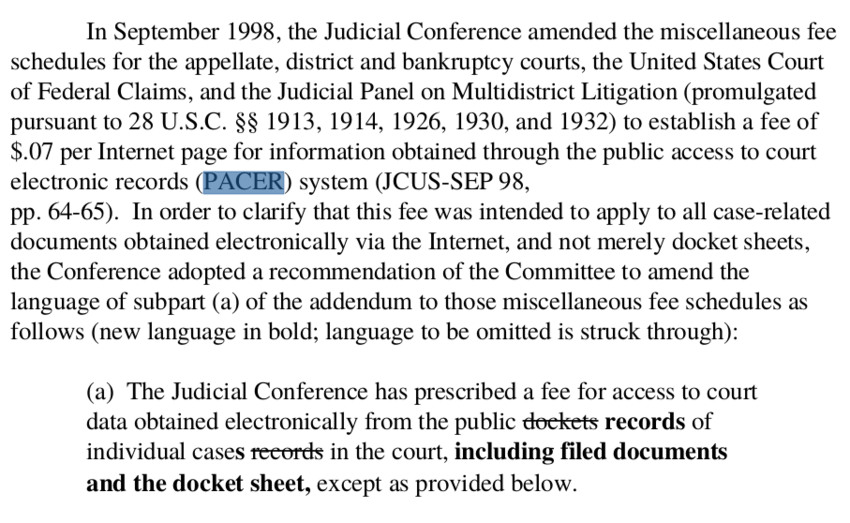 In September 1998, the Judicial Conference amended the miscellaneous fee
schedules for the appellate, district and bankruptcy courts, the United States Court
of Federal Claims, and the Judicial Panel on Multidistrict Litigation (promulgated
pursuant to 28 U.S.C. §§ 1913, 1914, 1926, 1930, and 1932) to establish a fee of
$.07 per Internet page for information obtained through the public access to court
electronic records (PACER) system (JCUS-SEP 98,
pp. 64-65). In order to clarify that this fee was intended to apply to all case-related
documents obtained electronically via the Internet, and not merely docket sheets,
the Conference adopted a recommendation of the Committee to amend the
language of subpart (a) of the addendum to those miscellaneous fee schedules as
follows (new language in bold; language to be omitted is struck through):
(a) The Judicial Conference has prescribed a fee for access to court
data obtained electronically from the public dockets records of
individual cases records in the court, including filed documents
and the docket sheet, except as provided below.